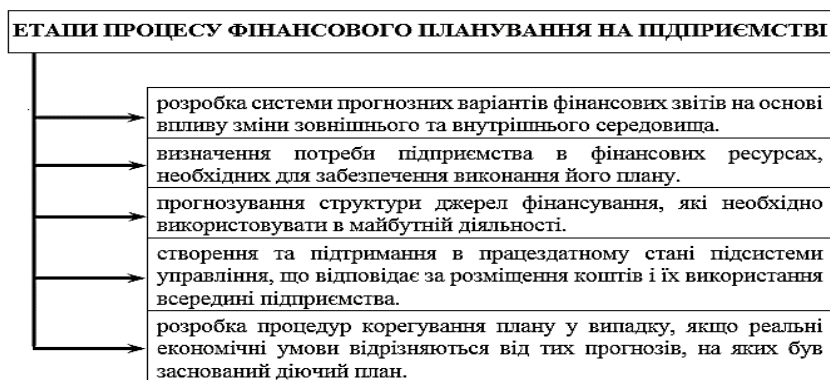 ЕТАПИ ПРОЦЕСУ ФІНАНСОВОГО ПЛАНУВАННЯ НА ПІДПРИЄМСТВІ
розробка системи прогнозних варіантів фінансових звітів на основі
впливу зміни зовнішнього та внутрішнього середовища.
визначення потреби підприємства в фінансових ресурсах,
необхідних для забезпечення виконання його плану.
прогнозування структури джерел фінансування, які необхідно
використовувати в майбутній діяльності.
створення та підтримання в працездатному стані підсистеми
управління, що відповідає за розміщення коштів і їх використання
всередині підприємства.
розробка процедур корегування плану у випадку, якщо реальні
економічні умови відрізняються від тих прогнозів, на яких був
заснований діючий план.